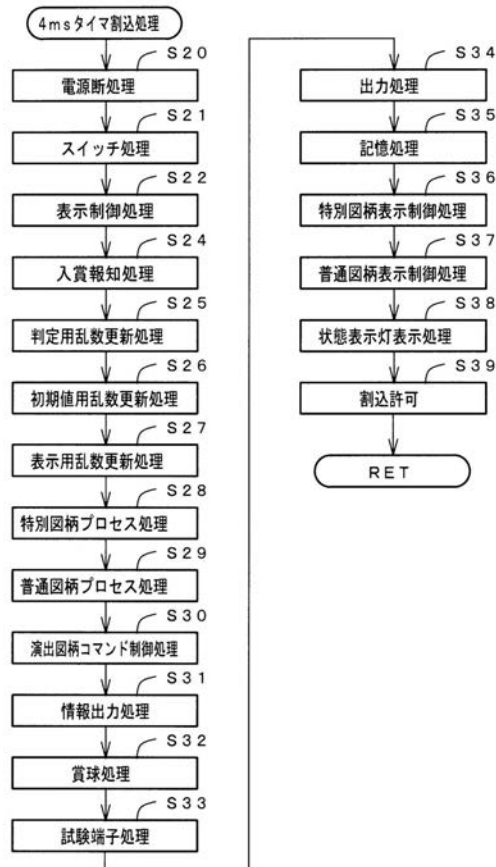 4msタイマ割込処理
S20
電源断処理
S21
スイッチ処理
S22
表示制御処理
S24
入賞報知処理
S25
判定用乱数更新処理
S26
初期値用乱数更新処理
S27
表示用乱数更新処理
S28
特別図柄プロセス処理
S29
普通図柄プロセス処理
S30
演出図柄コマンド制御処理
S31
情報出力処理
S32
賞球処理
S33
試験端子処理
S34
出力処理
S35
記憶処理
S36
特別図柄表示制御処理
S37
普通図柄表示制御処理
S38
状態表示灯表示処理
S39
割込許可
RET